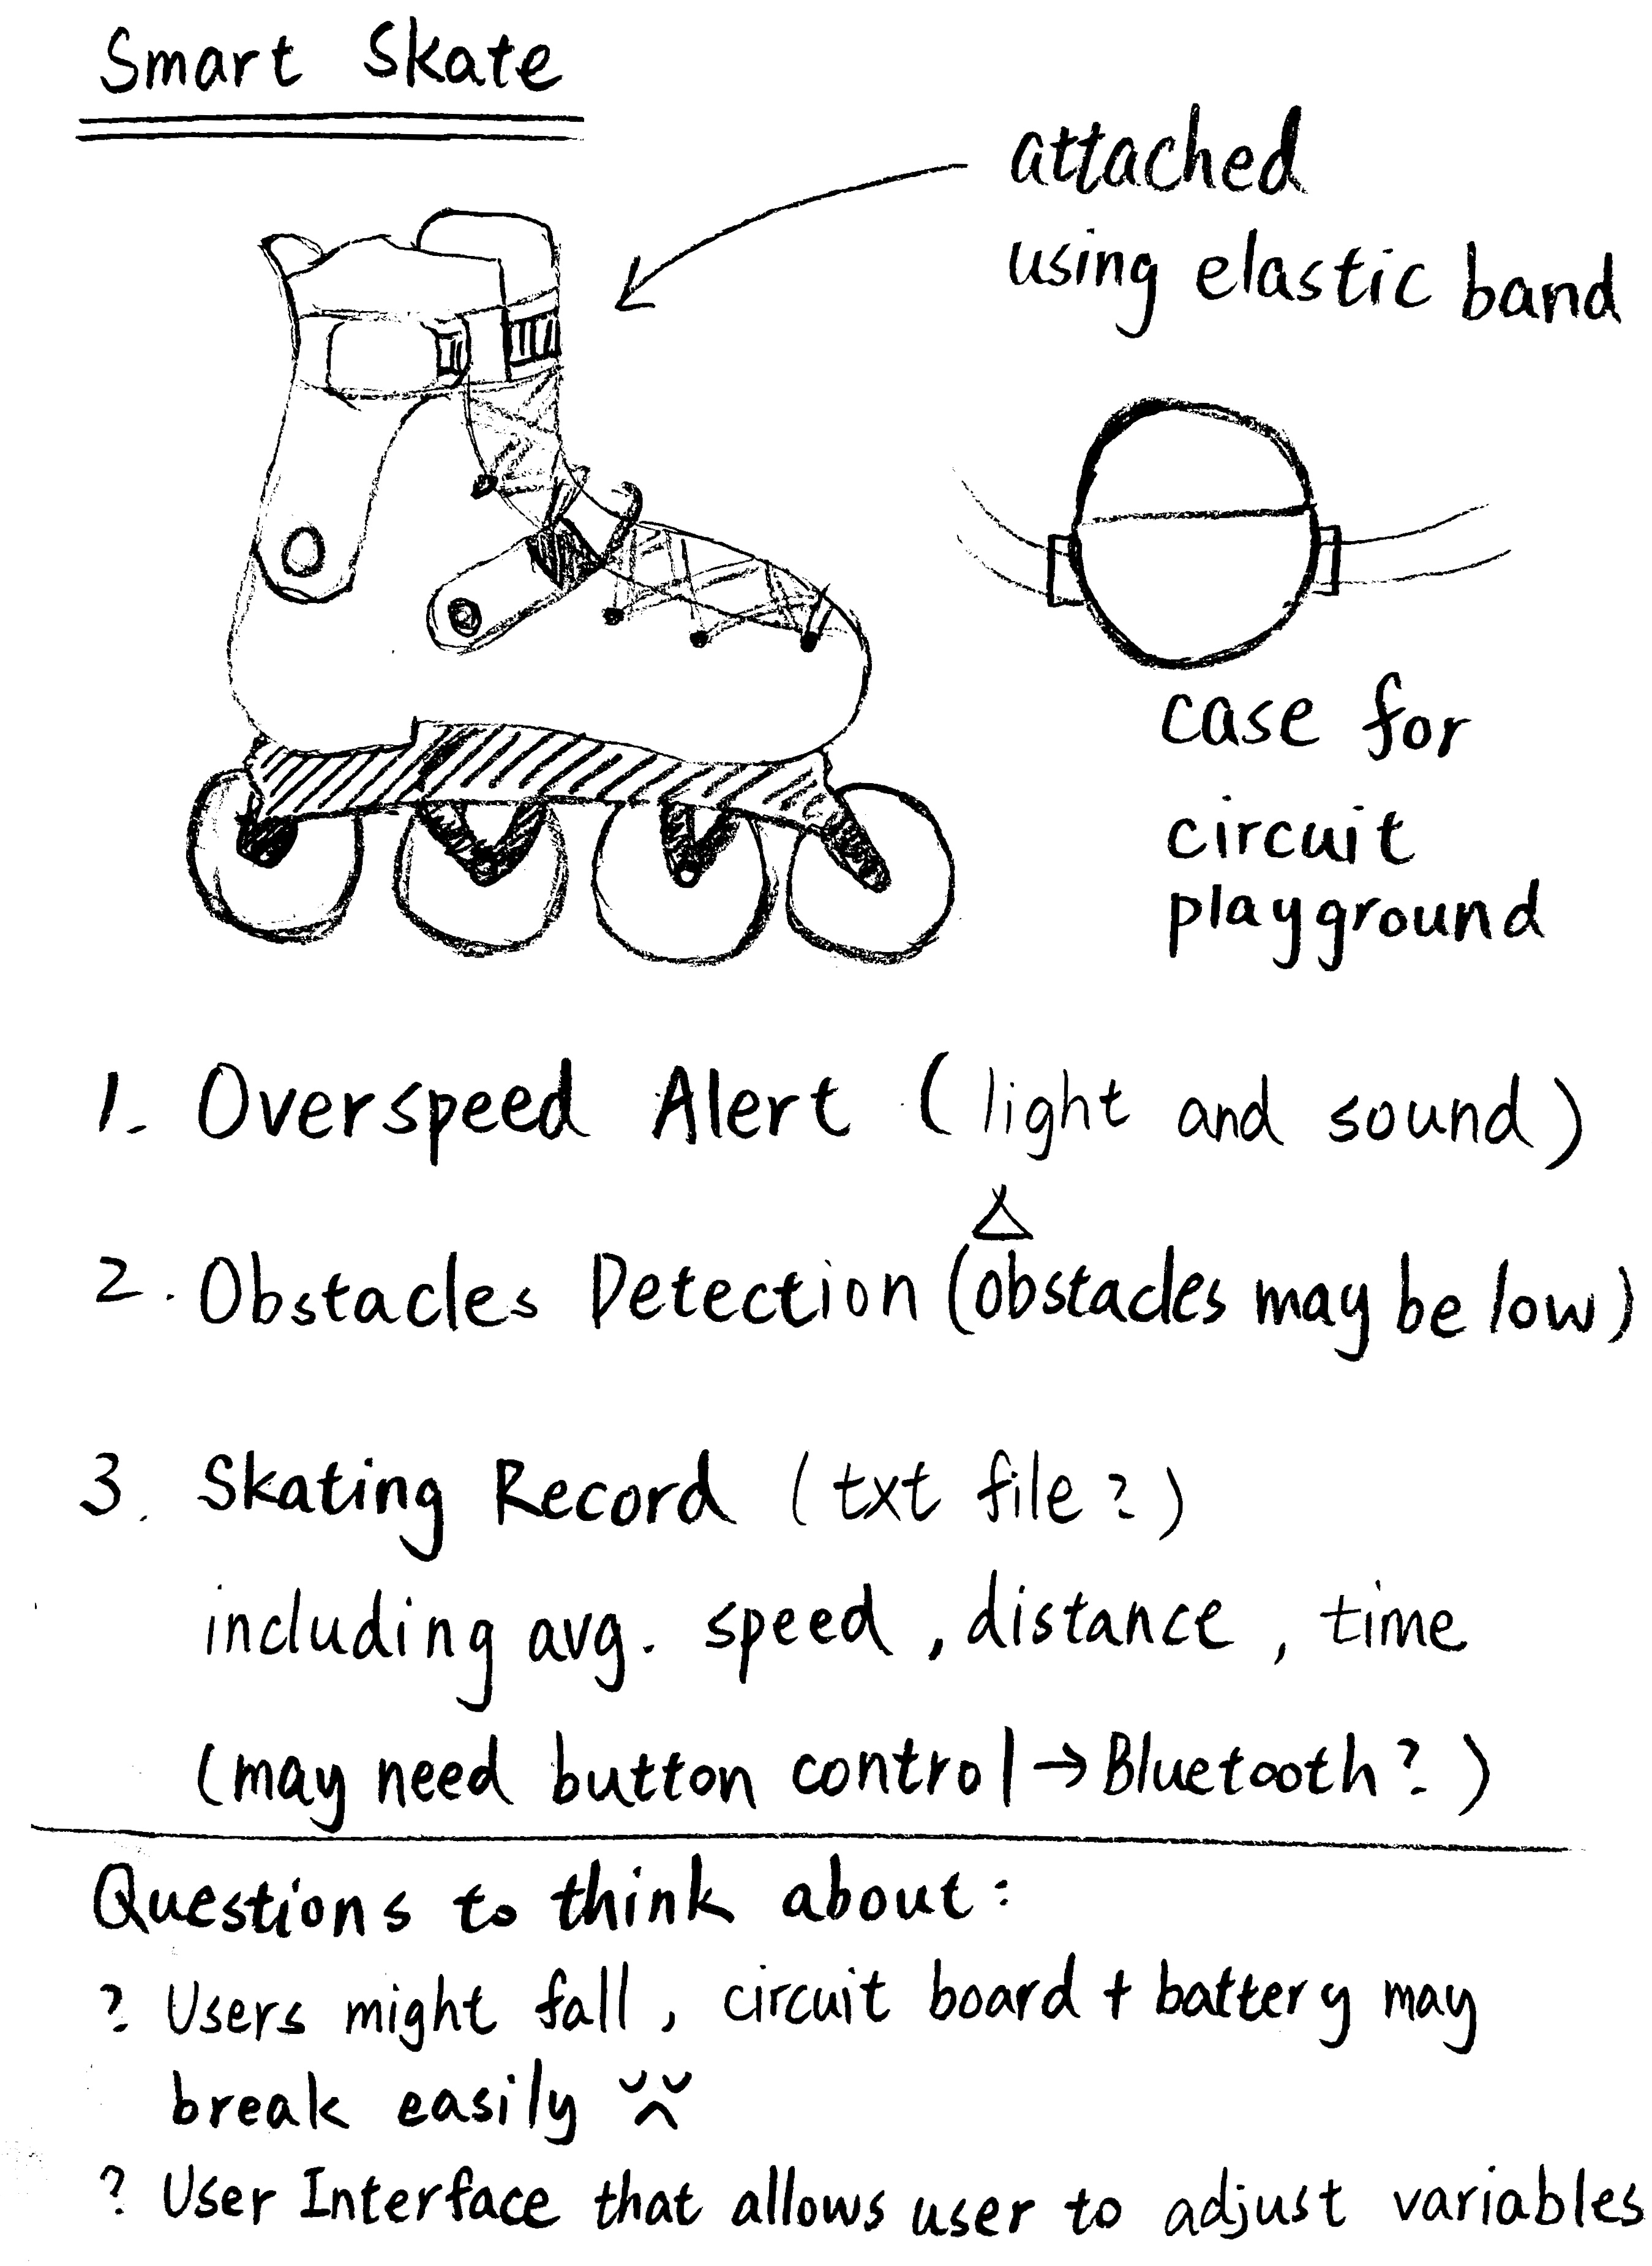 Smart Skate
attached
using elastic band
case for
circuit
playground
1. Overspeed Alert (light and sound)
2. Obstacles Detection (obstacles may be low)
3. Skating Record (txt file?)
including avg. speed, distance, time
(may need button control → Bluetooth?)
Questions to think about:
? Users might fall, circuit board + battery may
break easily
? User Interface that allows user to adjust variables